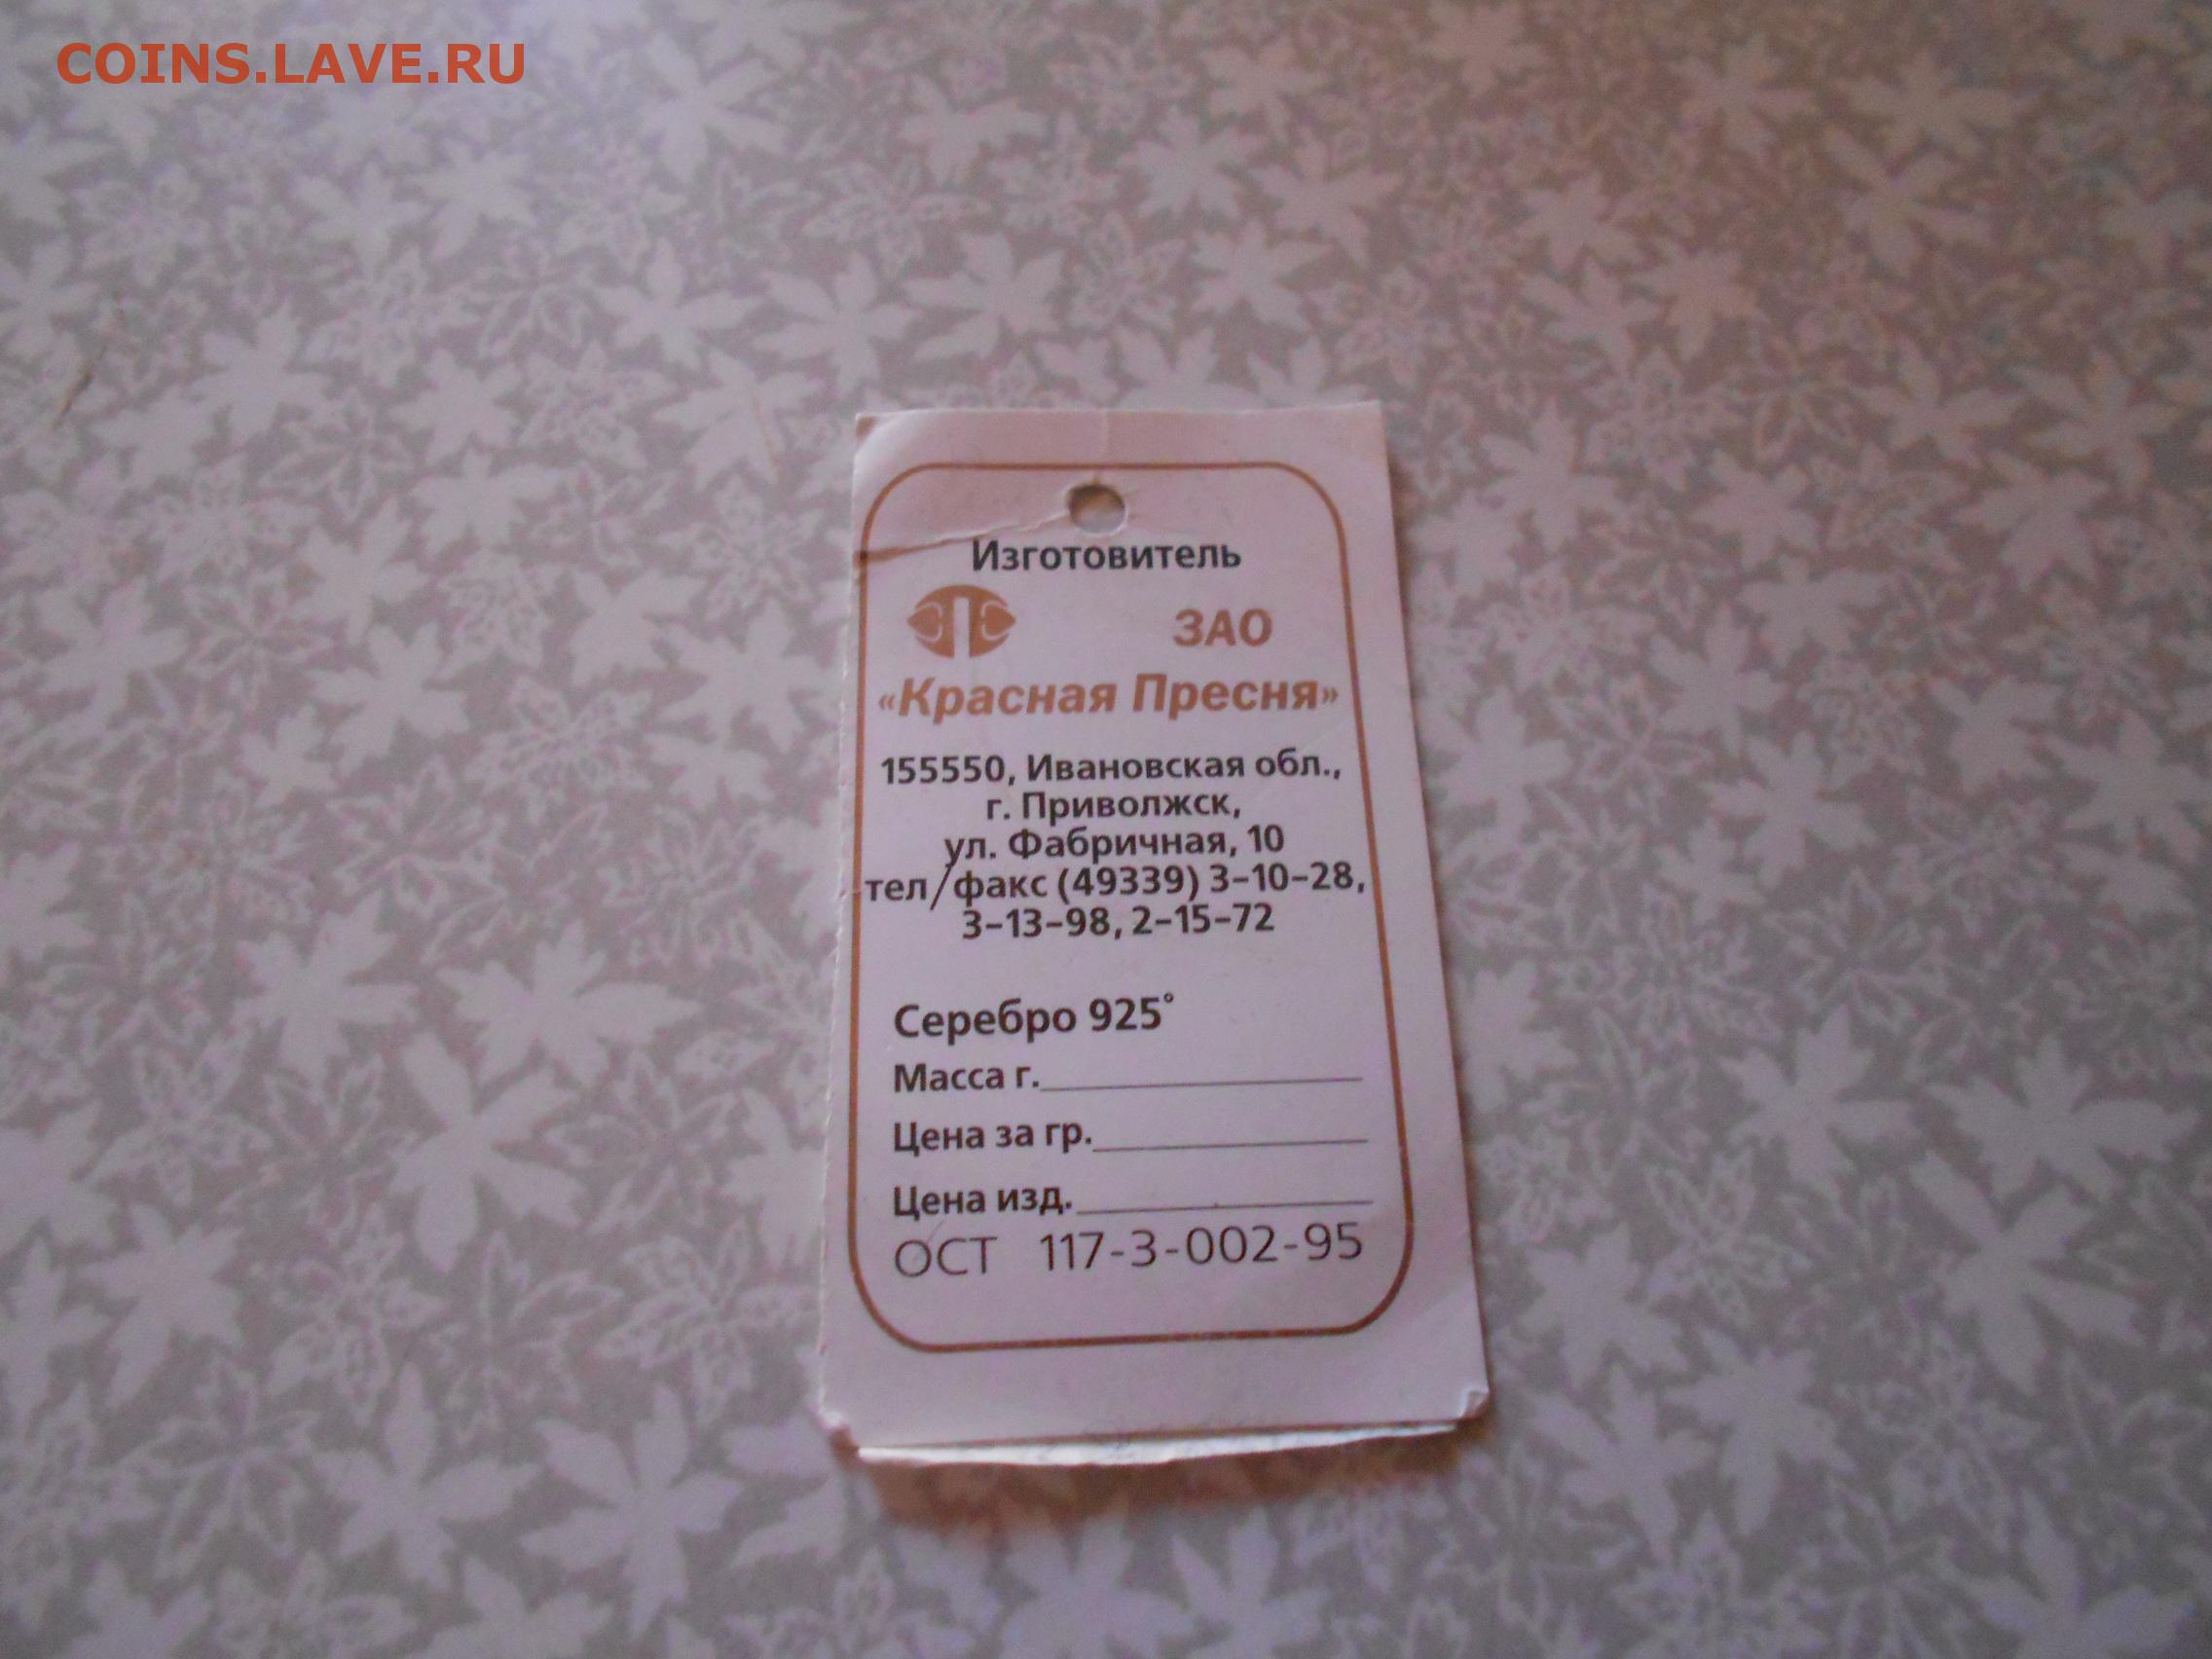 COINS.LAVE.RU
Изготовитель
ЗАО
«Красная Пресня»
155550, Ивановская обл.,
г. Приволжск,
ул. Фабричная, 10
тел/факс (49339) 3-10-28,
3-13-98, 2-15-72
Серебро 925°
Масса г.
Цена за гр.
Цена изд.
ОСТ 117-3-002-95